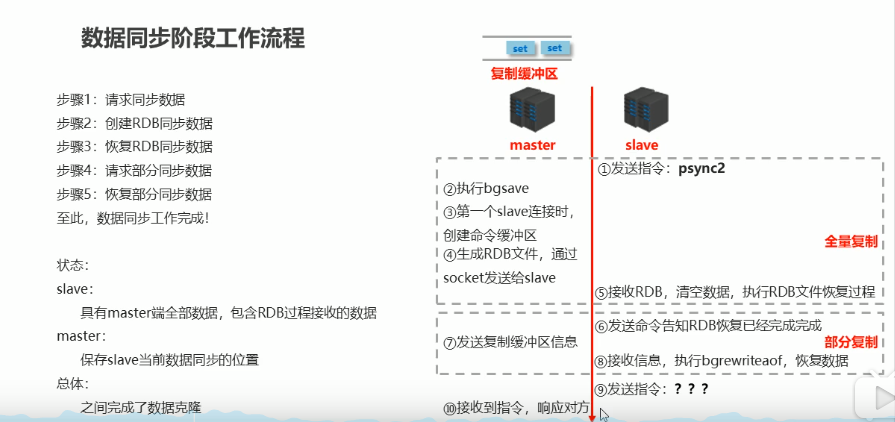 数据同步阶段工作流程
步骤1：请求同步数据
步骤2：创建RDB同步数据
步骤3：恢复RDB同步数据
步骤4：请求部分同步数据
步骤5：恢复部分同步数据
至此，数据同步工作完成！
状态：
slave：
具有master端全部数据，包含RDB过程接收的数据
master：
保存slave当前数据同步的位置
总体：
之间完成了数据克隆
set
set
复制缓冲区
master
slave
①发送指令：psync2
②执行bgsave
③第一个slave连接时，
创建命令缓冲区
④生成RDB文件，通过
socket发送给slave
全量复制
⑤接收RDB，清空数据，执行RDB文件恢复过程
⑥发送命令告知RDB恢复已经完成完成
⑦发送复制缓冲区信息
部分复制
⑧接收信息，执行bgrewriteaof，恢复数据
⑨发送指令：？？？
⑩接收到指令，响应对方